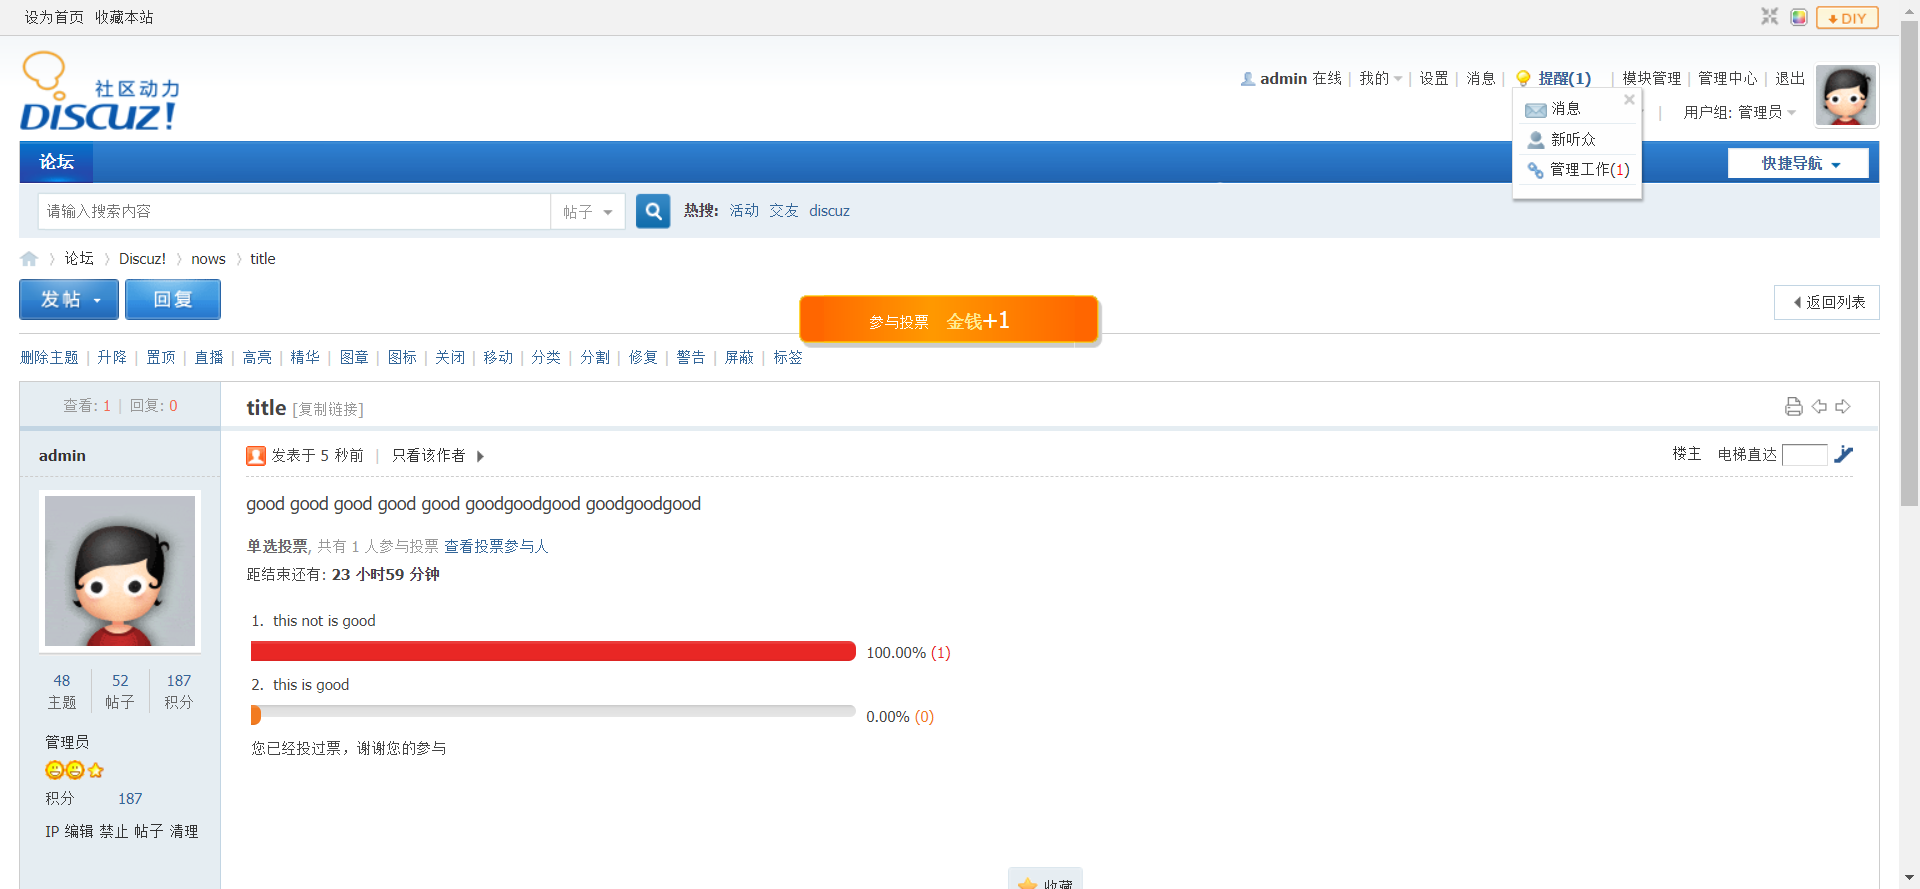 设为首页 收藏本站
DIY
社区动力
DISCUZ!
admin 在线 | 我的 | 设置 | 消息 | 提醒(1) | 模块管理 | 管理中心 | 退出
| 用户组: 管理员
消息
新听众
管理工作(1)
论坛
快捷导航
请输入搜索内容 帖子 热搜: 活动 交友 discuz
论坛 〉 Discuz! 〉 nows 〉 title
发帖 回复
返回列表
参与投票 金钱+1
删除主题 | 升降 | 置顶 | 直播 | 高亮 | 精华 | 图章 | 图标 | 关闭 | 移动 | 分类 | 分割 | 修复 | 警告 | 屏蔽 | 标签
查看: 1 | 回复: 0
title [复制链接]
admin
发表于 5 秒前 | 只看该作者
楼主 电梯直达
good good good good good goodgoodgood goodgoodgood
单选投票, 共有 1 人参与投票 查看投票参与人
距结束还有: 23 小时59 分钟
1. this not is good
100.00% (1)
2. this is good
0.00% (0)
您已经投过票，谢谢您的参与
48 52 187
主题 帖子 积分
管理员
积分 187
IP 编辑 禁止 帖子 清理
收藏